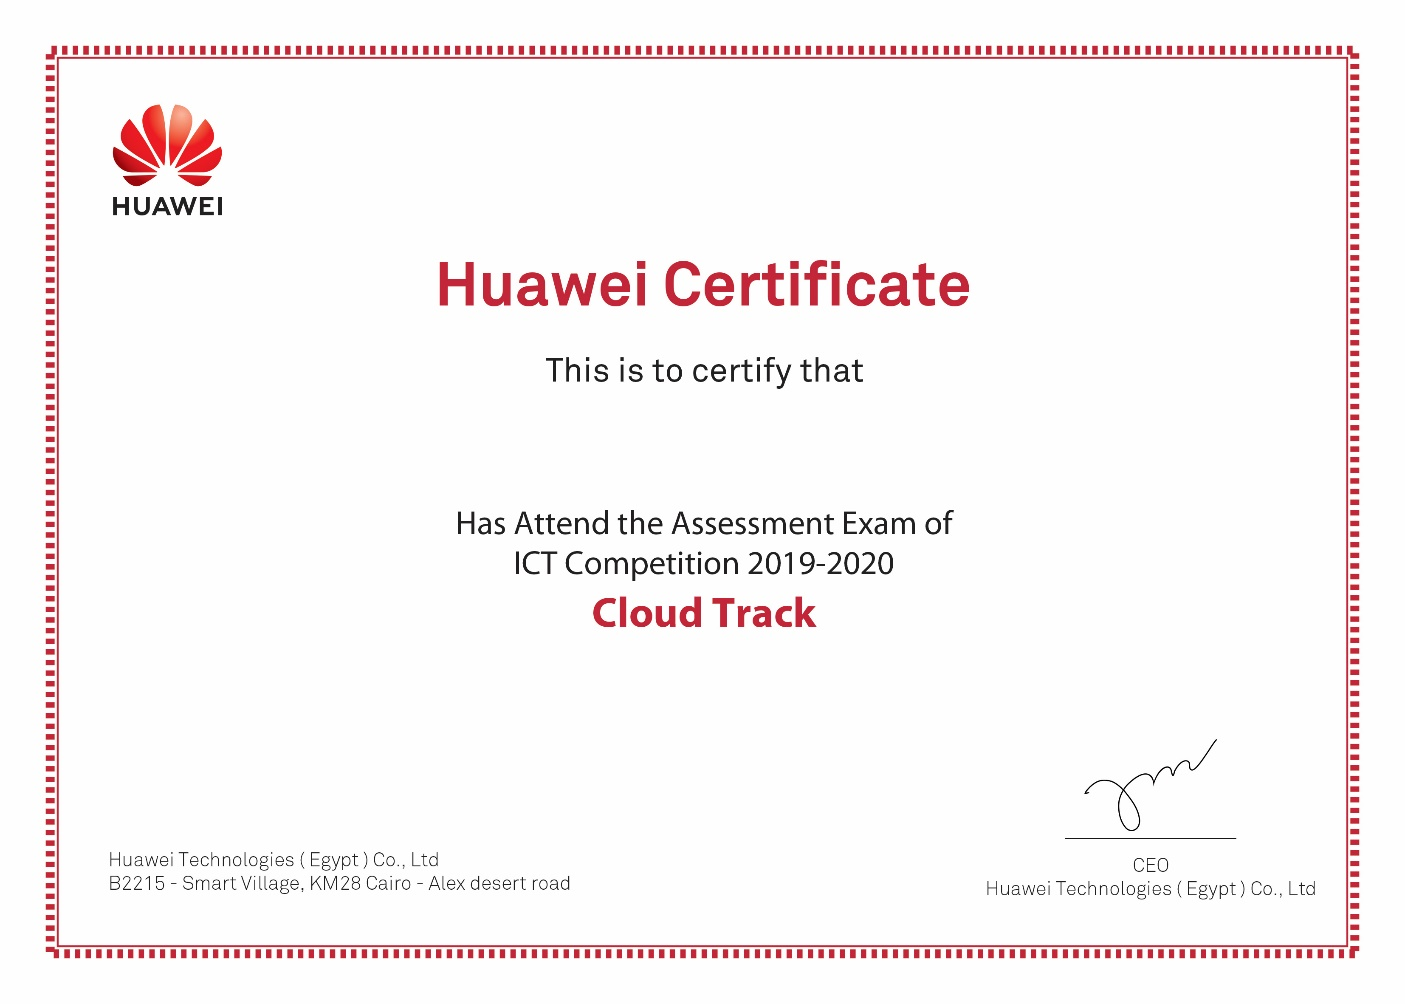 HUAWEI
Huawei Certificate
This is to certify that
Has Attend the Assessment Exam of
ICT Competition 2019-2020
Cloud Track
Huawei Technologies ( Egypt ) Co., Ltd
B2215 - Smart Village, KM28 Cairo - Alex desert road
CEO
Huawei Technologies ( Egypt ) Co., Ltd